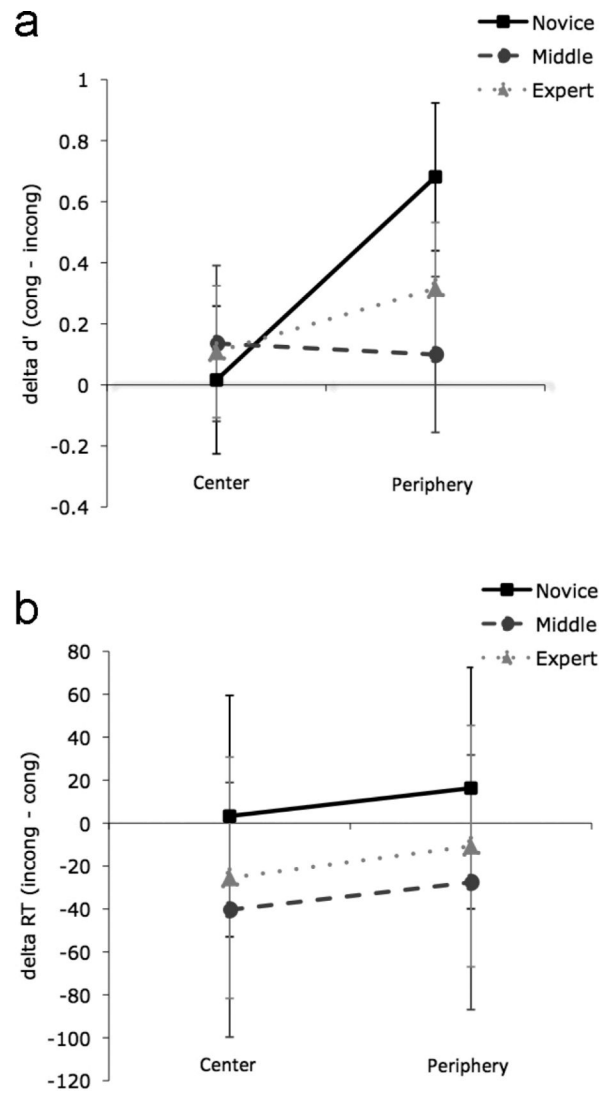 a
Novice
Middle
Expert
1
0.8
0.6
0.4
0.2
0
-0.2
-0.4
delta d' (cong - incong)
Center
Periphery
b
Novice
Middle
Expert
80
60
40
20
0
-20
-40
-60
-80
-100
-120
delta RT (incong - cong)
Center
Periphery